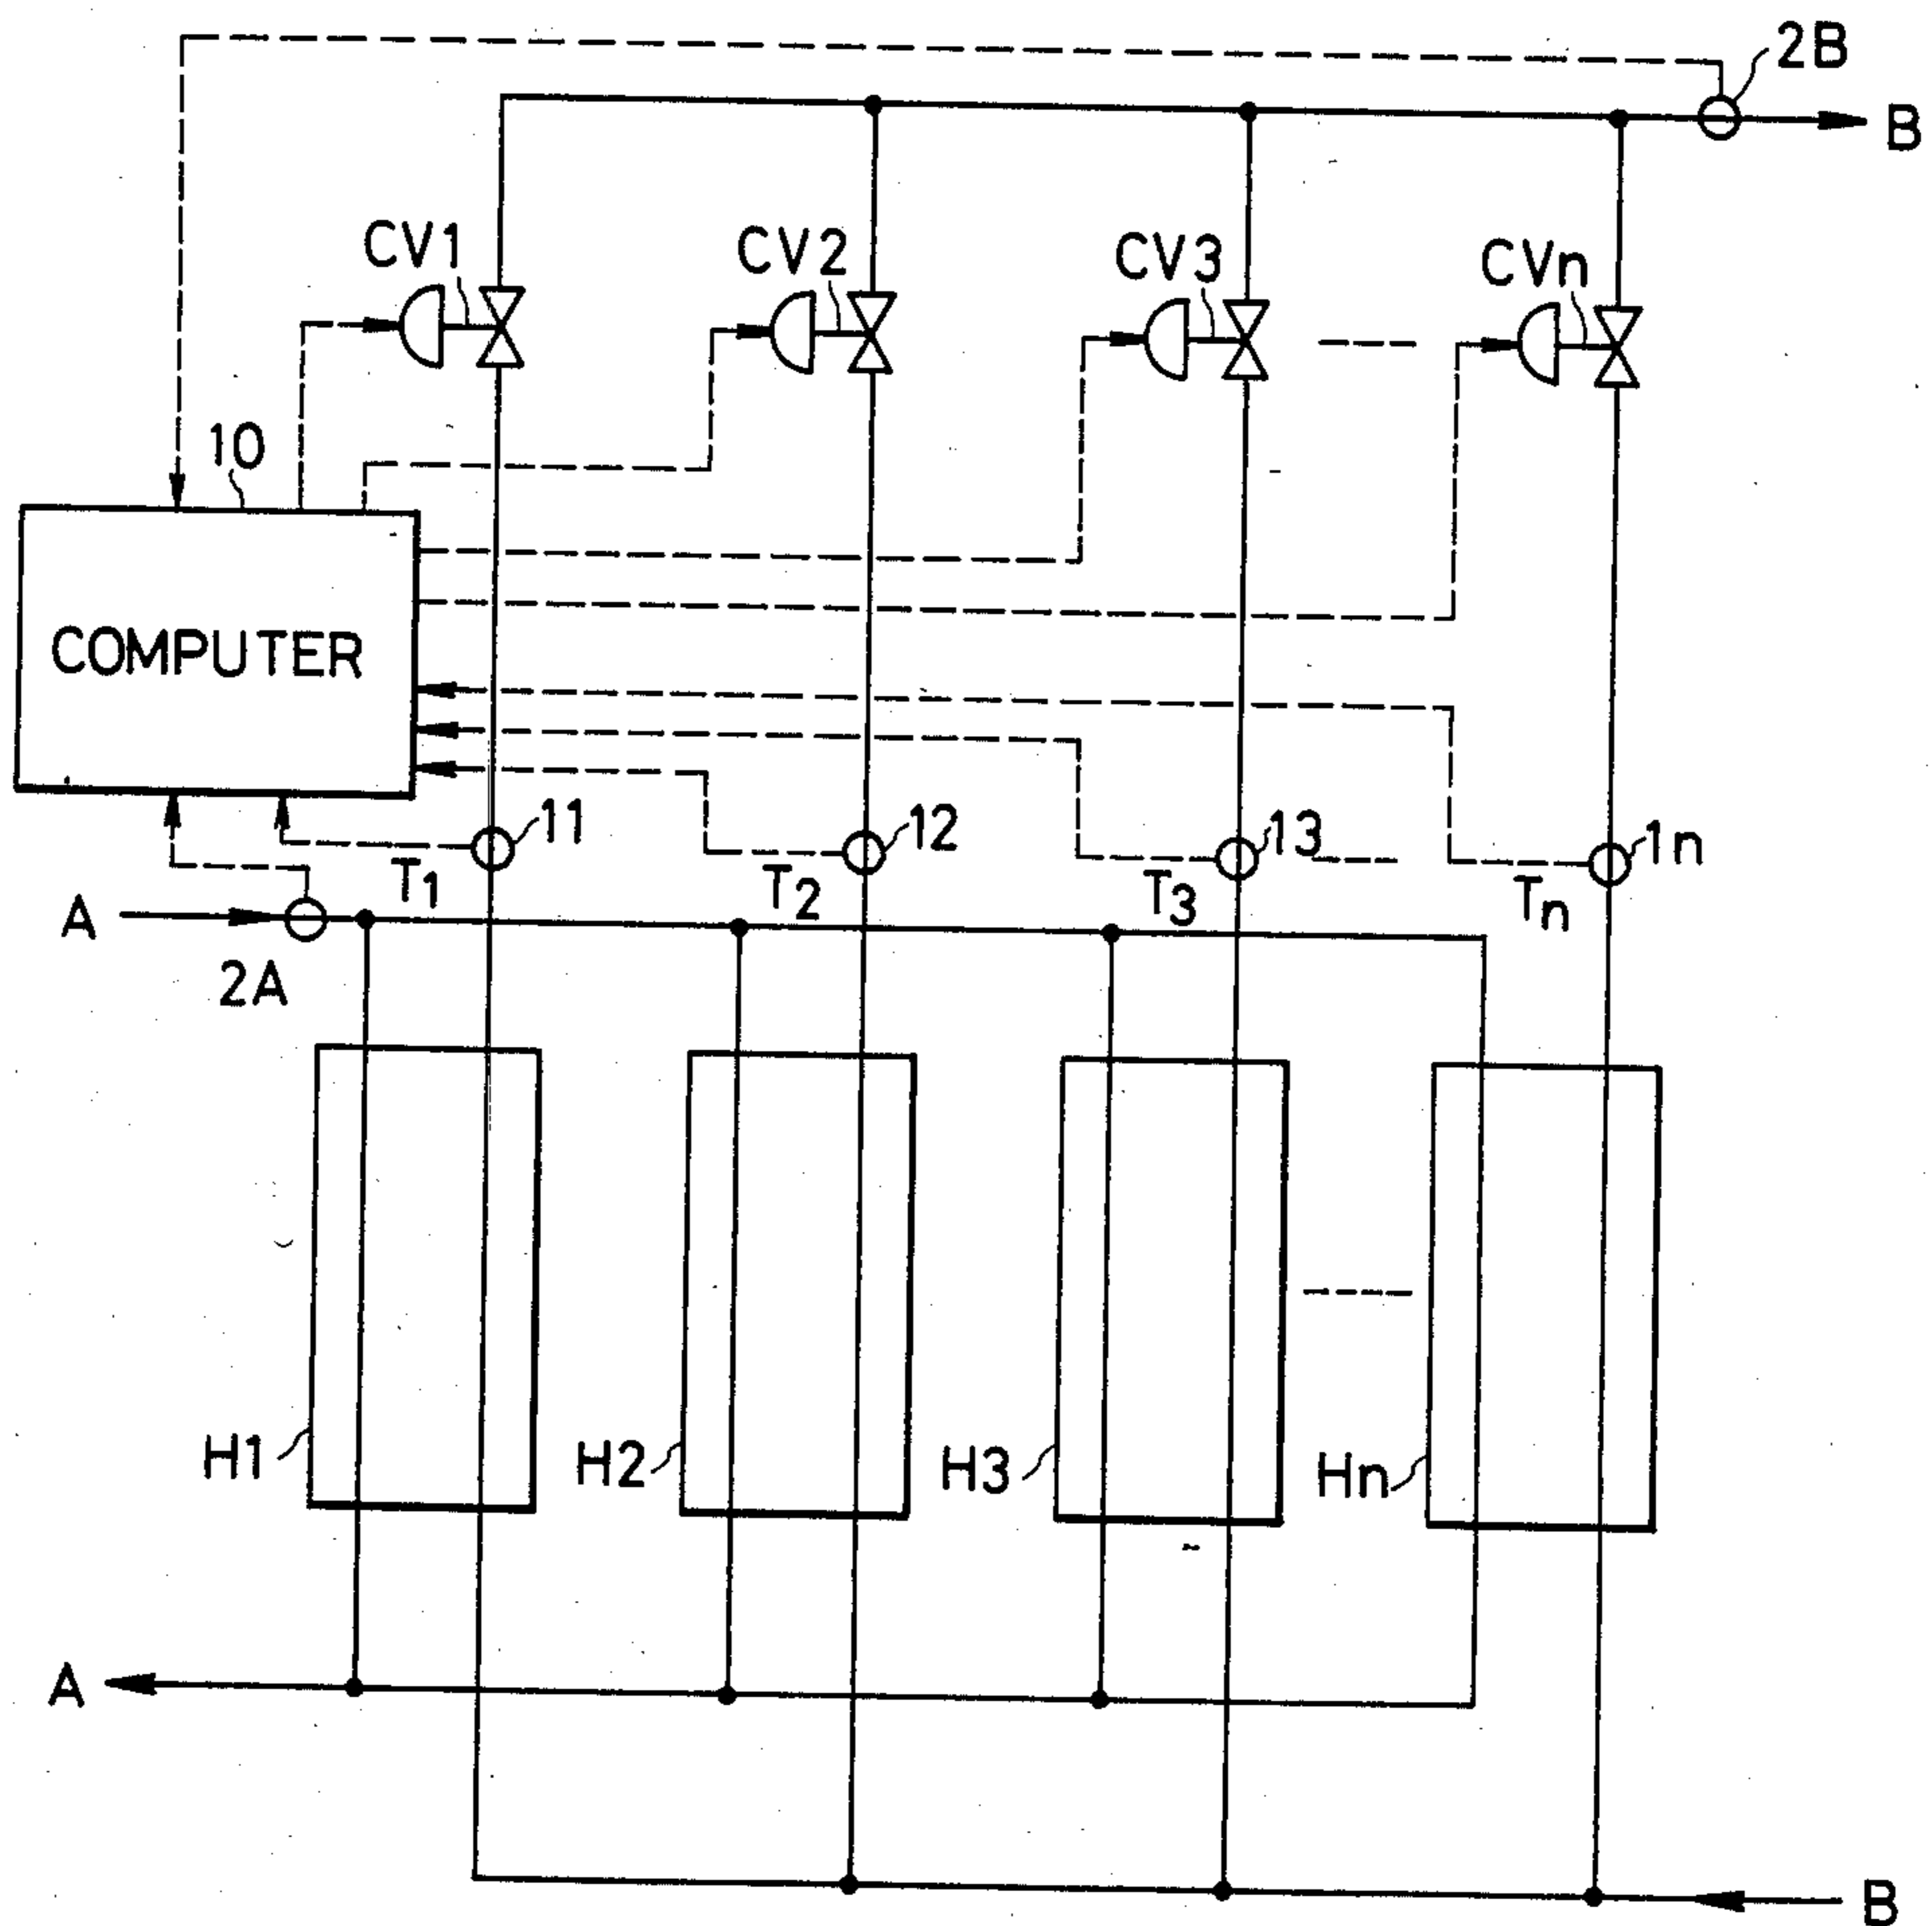 2B
B
CV1
CV2
CV3
CVn
10
COMPUTER
11
12
13
1n
T1
T2
T3
Tn
A
2A
H1
H2
H3
Hn
A
B